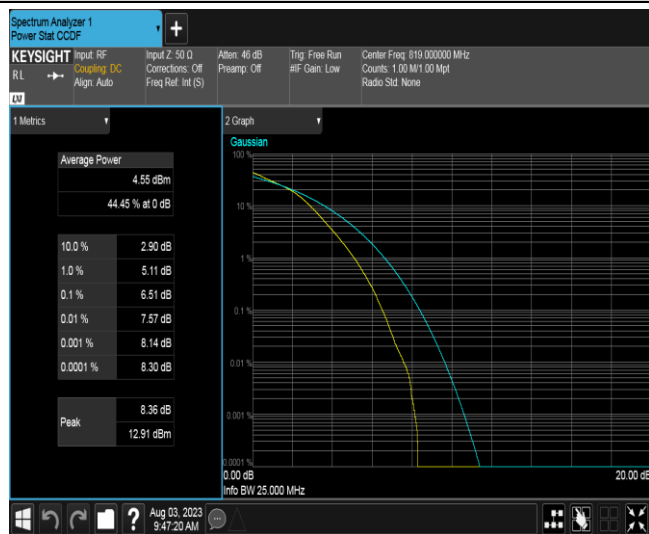 Spectrum Analyzer 1
Power Stat CCDF
+
KEYSIGHT
RL
Input: RF
Coupling: DC
Align: Auto
Input Z: 50 Ω
Corrections: Off
Freq Ref: Int (S)
Atten: 46 dB
Preamp: Off
Trig: Free Run
#IF Gain: Low
Center Freq: 819.000000 MHz
Counts: 1.00 M/1.00 Mpt
Radio Std: None
LXI
1 Metrics
Average Power
4.55 dBm
44.45 % at 0 dB
10.0 % 2.90 dB
1.0 % 5.11 dB
0.1 % 6.51 dB
0.01 % 7.57 dB
0.001 % 8.14 dB
0.0001 % 8.30 dB
Peak 8.36 dB
12.91 dBm
2 Graph
Gaussian
100 %
10 %
1 %
0.1 %
0.01 %
0.001 %
0.0001 %
0.00 dB 20.00 dB
Info BW 25.000 MHz
?
Aug 03, 2023
9:47:20 AM